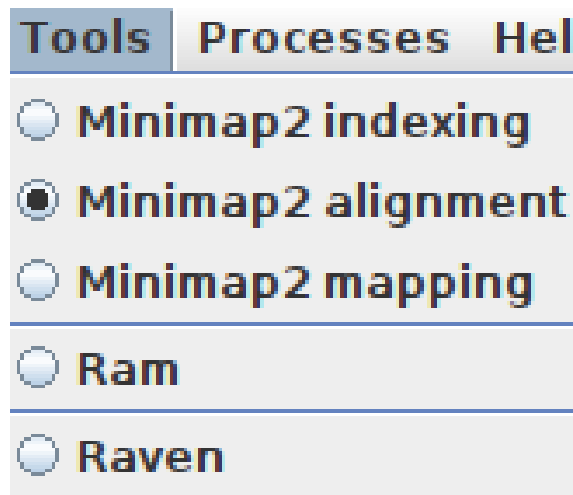 Tools Processes Hel
Minimap2 indexing
Minimap2 alignment
Minimap2 mapping
Ram
Raven